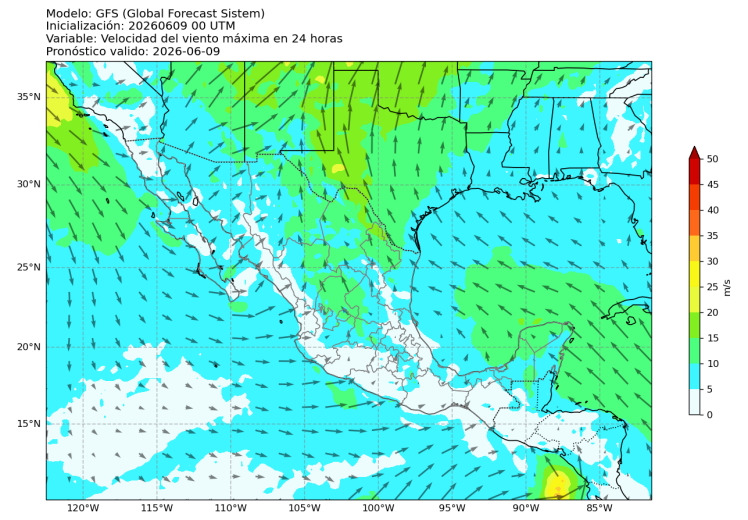 Modelo: GFS (Global Forecast Sistem)
Inicialización: 20260609 00 UTM
Variable: Velocidad del viento máxima en 24 horas
Pronóstico valido: 2026-06-09
35°N
30°N
25°N
20°N
15°N
120°W 115°W 110°W 105°W 100°W 95°W 90°W 85°W
50
45
40
35
30
25
20
15
10
5
0
m/s